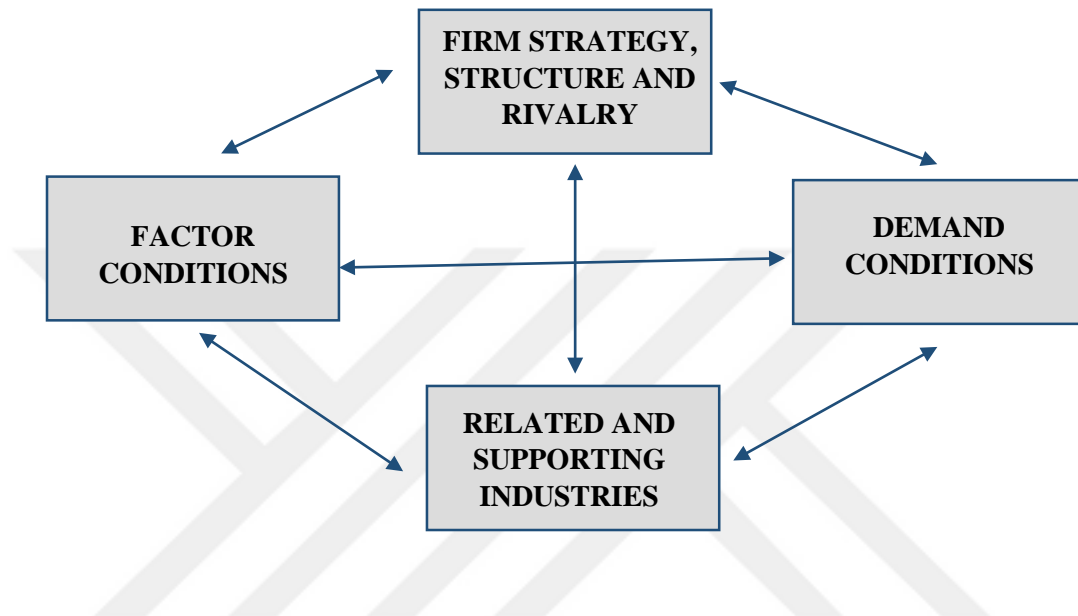 FIRM STRATEGY,
STRUCTURE AND
RIVALRY
FACTOR
CONDITIONS
DEMAND
CONDITIONS
RELATED AND
SUPPORTING
INDUSTRIES